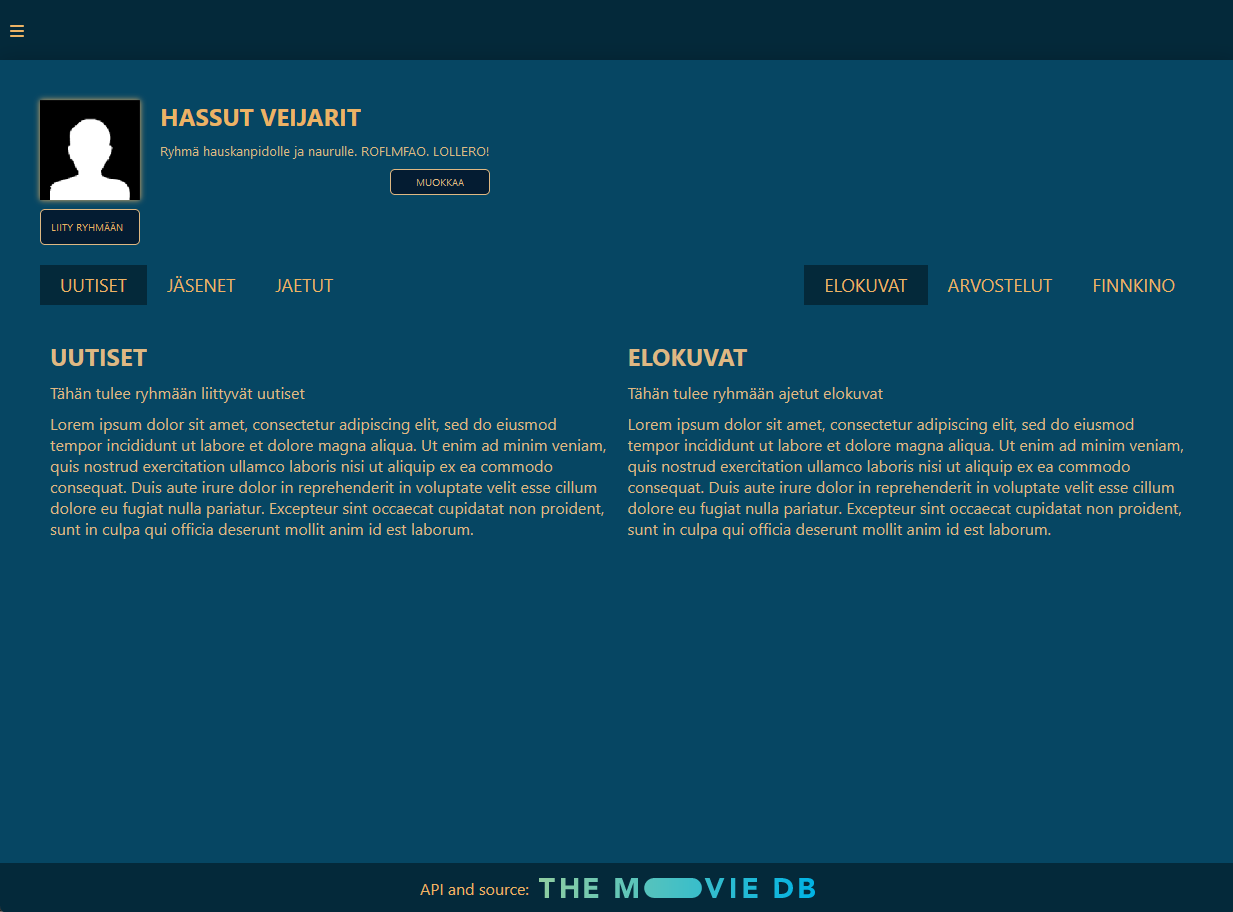 HASSUT VEIJARIT
Ryhmä hauskanpidolle ja naurulle. ROFLMFAO. LOLLERO!
MUOKKAA
LIITY RYHMÄÄN
UUTISET JÄSENET JAETUT
ELOKUVAT ARVOSTELUT FINNKINO
UUTISET
Tähän tulee ryhmään liittyvät uutiset
Lorem ipsum dolor sit amet, consectetur adipiscing elit, sed do eiusmod
tempor incididunt ut labore et dolore magna aliqua. Ut enim ad minim veniam,
quis nostrud exercitation ullamco laboris nisi ut aliquip ex ea commodo
consequat. Duis aute irure dolor in reprehenderit in voluptate velit esse cillum
dolore eu fugiat nulla pariatur. Excepteur sint occaecat cupidatat non proident,
sunt in culpa qui officia deserunt mollit anim id est laborum.
ELOKUVAT
Tähän tulee ryhmään ajetut elokuvat
Lorem ipsum dolor sit amet, consectetur adipiscing elit, sed do eiusmod
tempor incididunt ut labore et dolore magna aliqua. Ut enim ad minim veniam,
quis nostrud exercitation ullamco laboris nisi ut aliquip ex ea commodo
consequat. Duis aute irure dolor in reprehenderit in voluptate velit esse cillum
dolore eu fugiat nulla pariatur. Excepteur sint occaecat cupidatat non proident,
sunt in culpa qui officia deserunt mollit anim id est laborum.
API and source: THE MOVIE DB